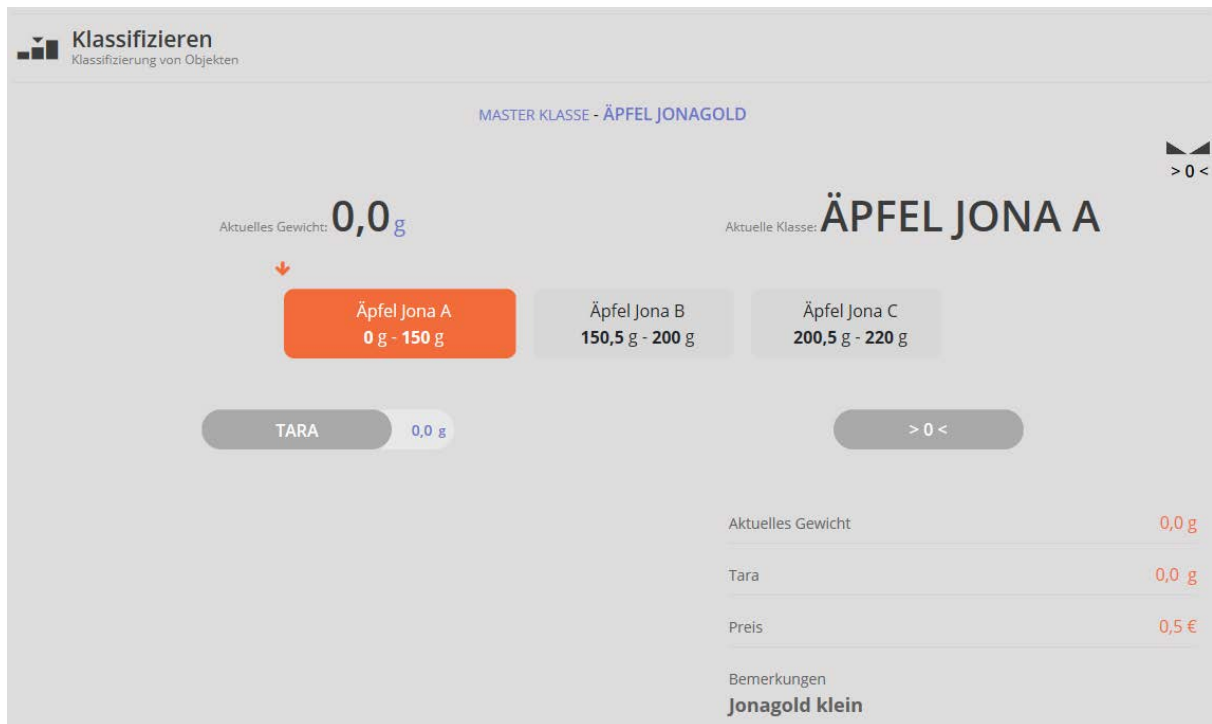 Klassifizieren
Klassifizierung von Objekten
MASTER KLASSE - ÄPFEL JONAGOLD
> 0 <
Aktuelles Gewicht: 0,0 g
Aktuelle Klasse: ÄPFEL JONA A
Äpfel Jona A
0 g - 150 g
Äpfel Jona B
150,5 g - 200 g
Äpfel Jona C
200,5 g - 220 g
TARA 0,0 g
> 0 <
Aktuelles Gewicht 0,0 g
Tara 0,0 g
Preis 0,5 €
Bemerkungen
Jonagold klein